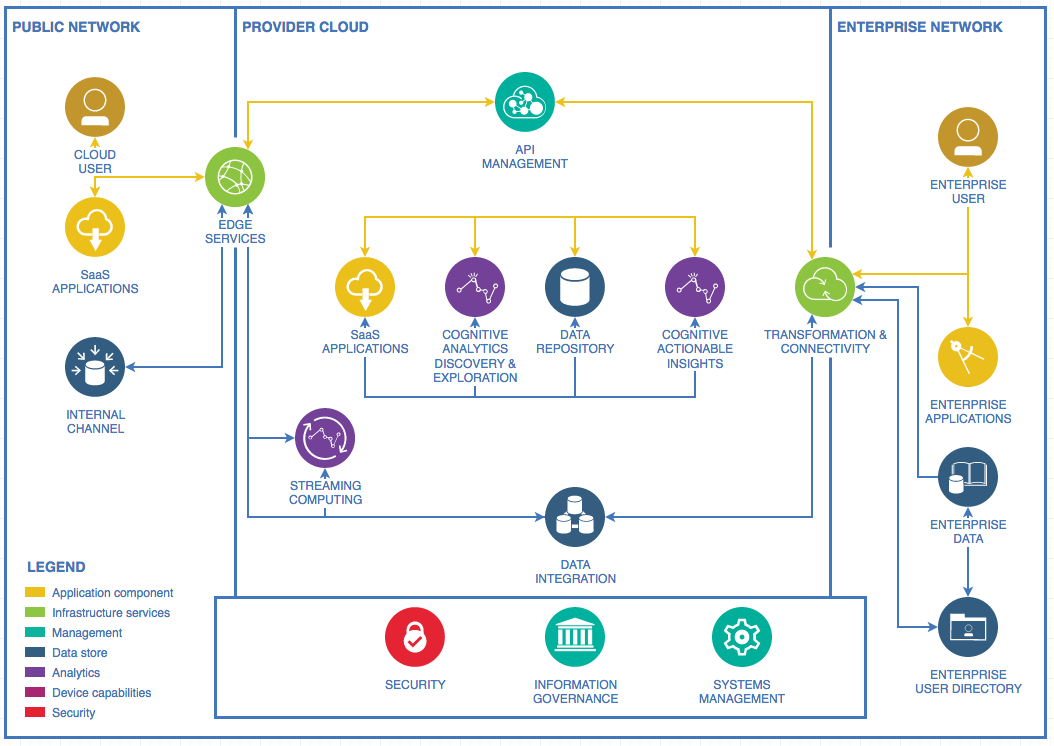 PUBLIC NETWORK
PROVIDER CLOUD
ENTERPRISE NETWORK
CLOUD
USER
SaaS
APPLICATIONS
INTERNAL
CHANNEL
EDGE
SERVICES
API
MANAGEMENT
SaaS
APPLICATIONS
COGNITIVE
ANALYTICS
DISCOVERY &
EXPLORATION
DATA
REPOSITORY
COGNITIVE
ACTIONABLE
INSIGHTS
TRANSFORMATION &
CONNECTIVITY
STREAMING
COMPUTING
DATA
INTEGRATION
ENTERPRISE
USER
ENTERPRISE
APPLICATIONS
ENTERPRISE
DATA
ENTERPRISE
USER DIRECTORY
LEGEND
Application component
Infrastructure services
Management
Data store
Analytics
Device capabilities
Security
SECURITY
INFORMATION
GOVERNANCE
SYSTEMS
MANAGEMENT